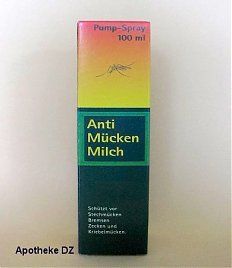 Pump-Spray
100 ml
Anti
Mücken
Milch
Schützt vor
Stechmücken
Bremsen
Zecken und
Kriebelmücken.
Apotheke DZ